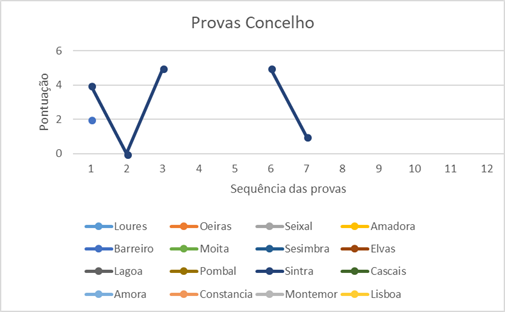 Provas Concelho
6
4
2
0
Pontuação
1 2 3 4 5 6 7 8 9 10 11 12
Sequência das provas
Loures Oeiras Seixal Amadora
Barreiro Moita Sesimbra Elvas
Lagoa Pombal Sintra Cascais
Amora Constancia Montemor Lisboa